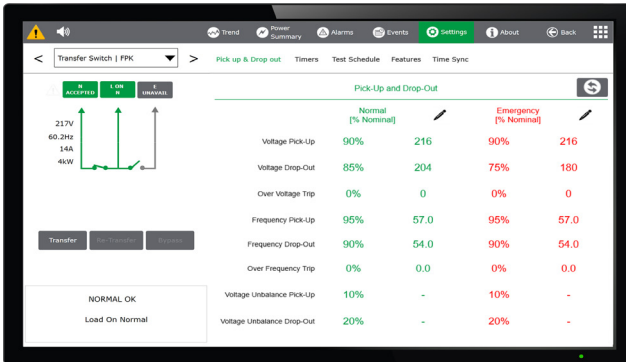 Trend
Power
Summary
Alarms
Events
Settings
About
Back
<
Transfer Switch | FPK
>
Pick up & Drop out
Timers
Test Schedule
Features
Time Sync
N
ACCEPTED
L ON
N
E
UNAVAIL
217V
60.2Hz
14A
4kW
Transfer
Re-Transfer
Bypass
NORMAL OK
Load On Normal
Pick-Up and Drop-Out
Normal
[% Nominal]
Emergency
[% Nominal]
Voltage Pick-Up 90% 216 90% 216
Voltage Drop-Out 85% 204 75% 180
Over Voltage Trip 0% 0 0% 0
Frequency Pick-Up 95% 57.0 95% 57.0
Frequency Drop-Out 90% 54.0 90% 54.0
Over Frequency Trip 0% 0.0 0% 0.0
Voltage Unbalance Pick-Up 10% - 10% -
Voltage Unbalance Drop-Out 20% - 20% -